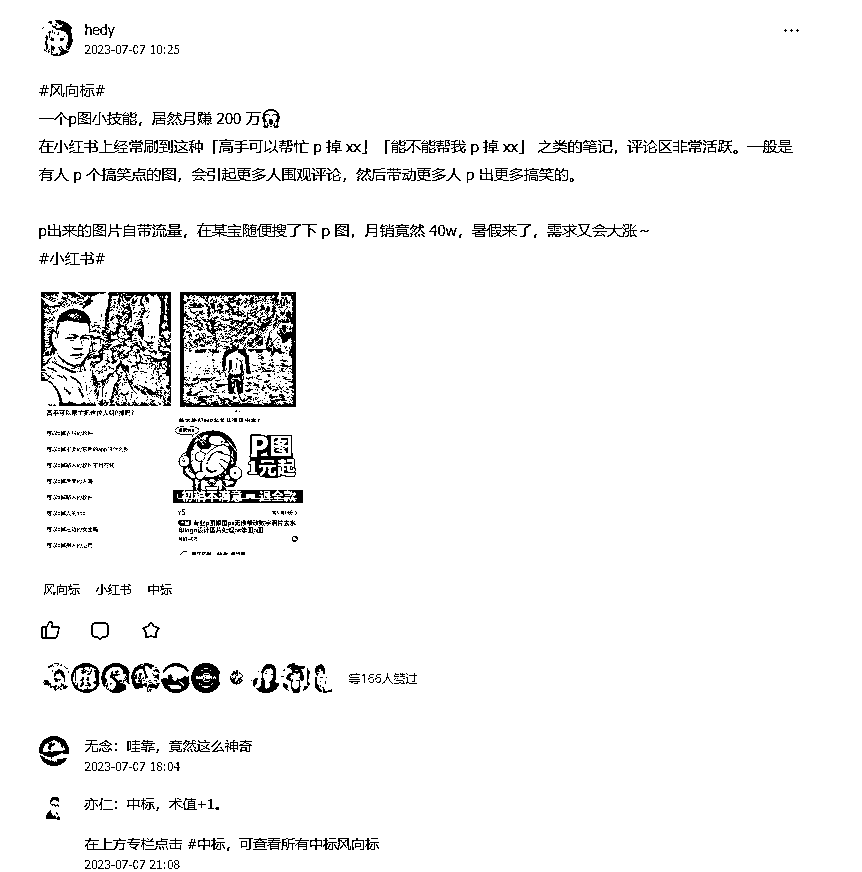 hedy
2023-07-07 10:25
#风向标#
一个p图小技能，居然月赚 200 万😱
在小红书上经常刷到这种「高手可以帮忙 p 掉 xx」「能不能帮我 p 掉 xx」 之类的笔记，评论区非常活跃。一般是
有人 p 个搞笑点的图，会引起更多人围观评论，然后带动更多人 p 出更多搞笑的。
p出来的图片自带流量，在某宝随便搜了下 p 图，月销竟然 40w，暑假来了，需求又会大涨~
#小红书#
P图
1元起
不满意
退全款
¥5
风向标 小红书 中标
等166人赞过
无念：哇靠，竟然这么神奇
2023-07-07 18:04
亦仁：中标，术值+1。
在上方专栏点击 #中标，可查看所有中标风向标
2023-07-07 21:08